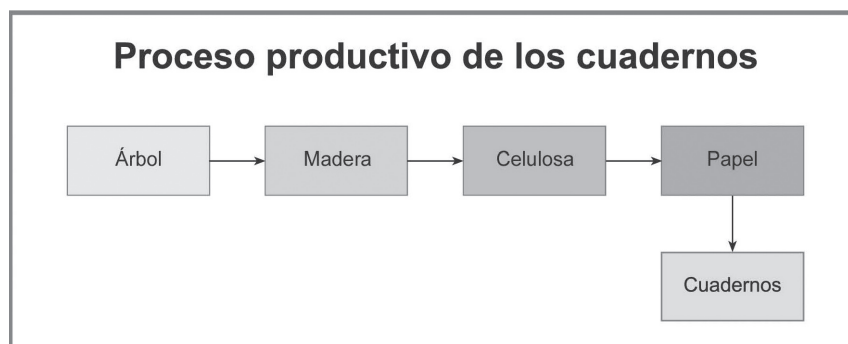 Proceso productivo de los cuadernos
Árbol
Madera
Celulosa
Papel
Cuadernos